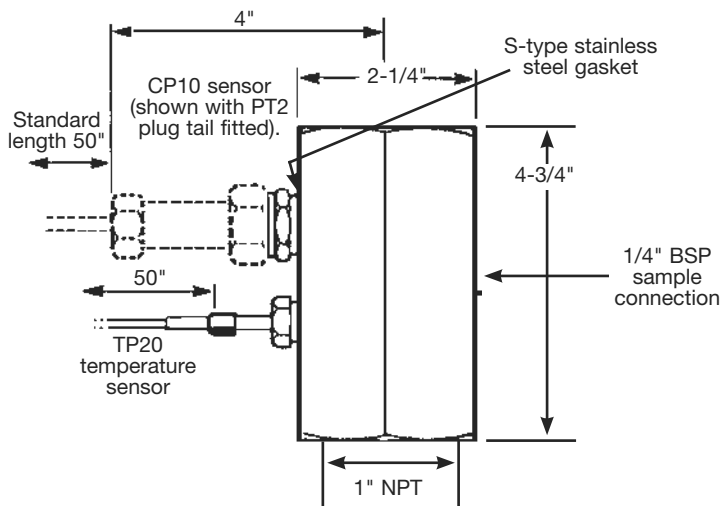 4"
S-type stainless
steel gasket
2-1/4"
CP10 sensor
(shown with PT2
plug tail fitted).
Standard
length 50"
4-3/4"
1/4" BSP
sample
connection
50"
TP20
temperature
sensor
1" NPT